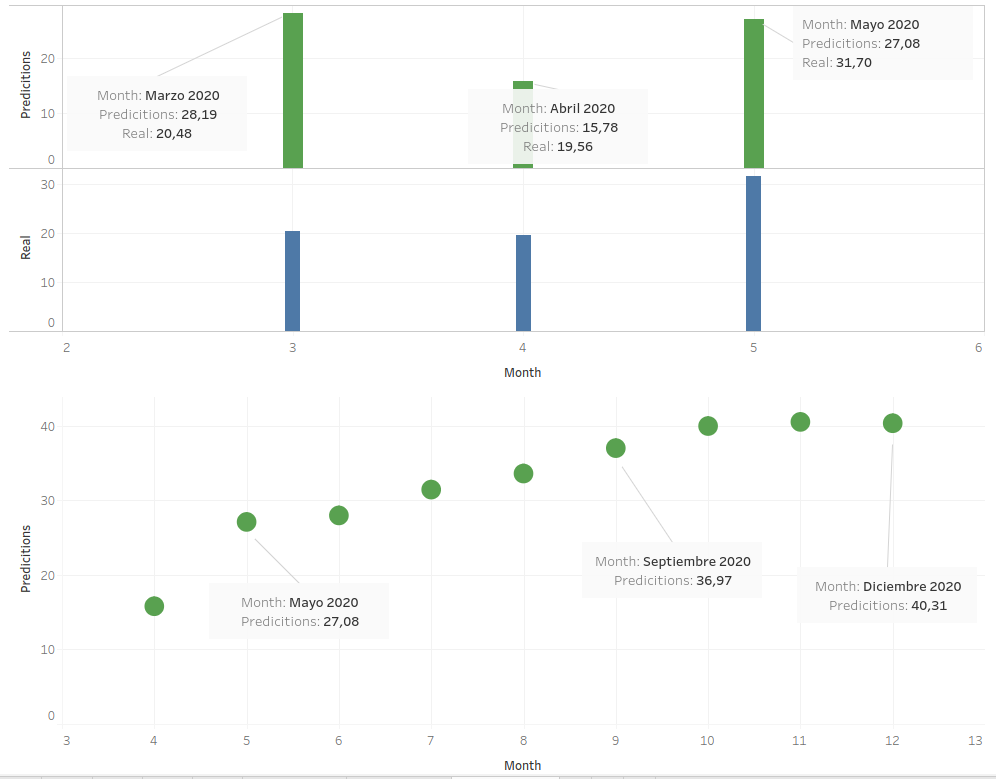 Predicitions
20
10
0
Month: Marzo 2020
Predicitions: 28,19
Real: 20,48
Month: Abril 2020
Predicitions: 15,78
Real: 19,56
Month: Mayo 2020
Predicitions: 27,08
Real: 31,70
Real
30
20
10
0
2 3 4 5 6
Month
Predicitions
40
30
20
10
0
Month: Mayo 2020
Predicitions: 27,08
Month: Septiembre 2020
Predicitions: 36,97
Month: Diciembre 2020
Predicitions: 40,31
3 4 5 6 7 8 9 10 11 12 13
Month